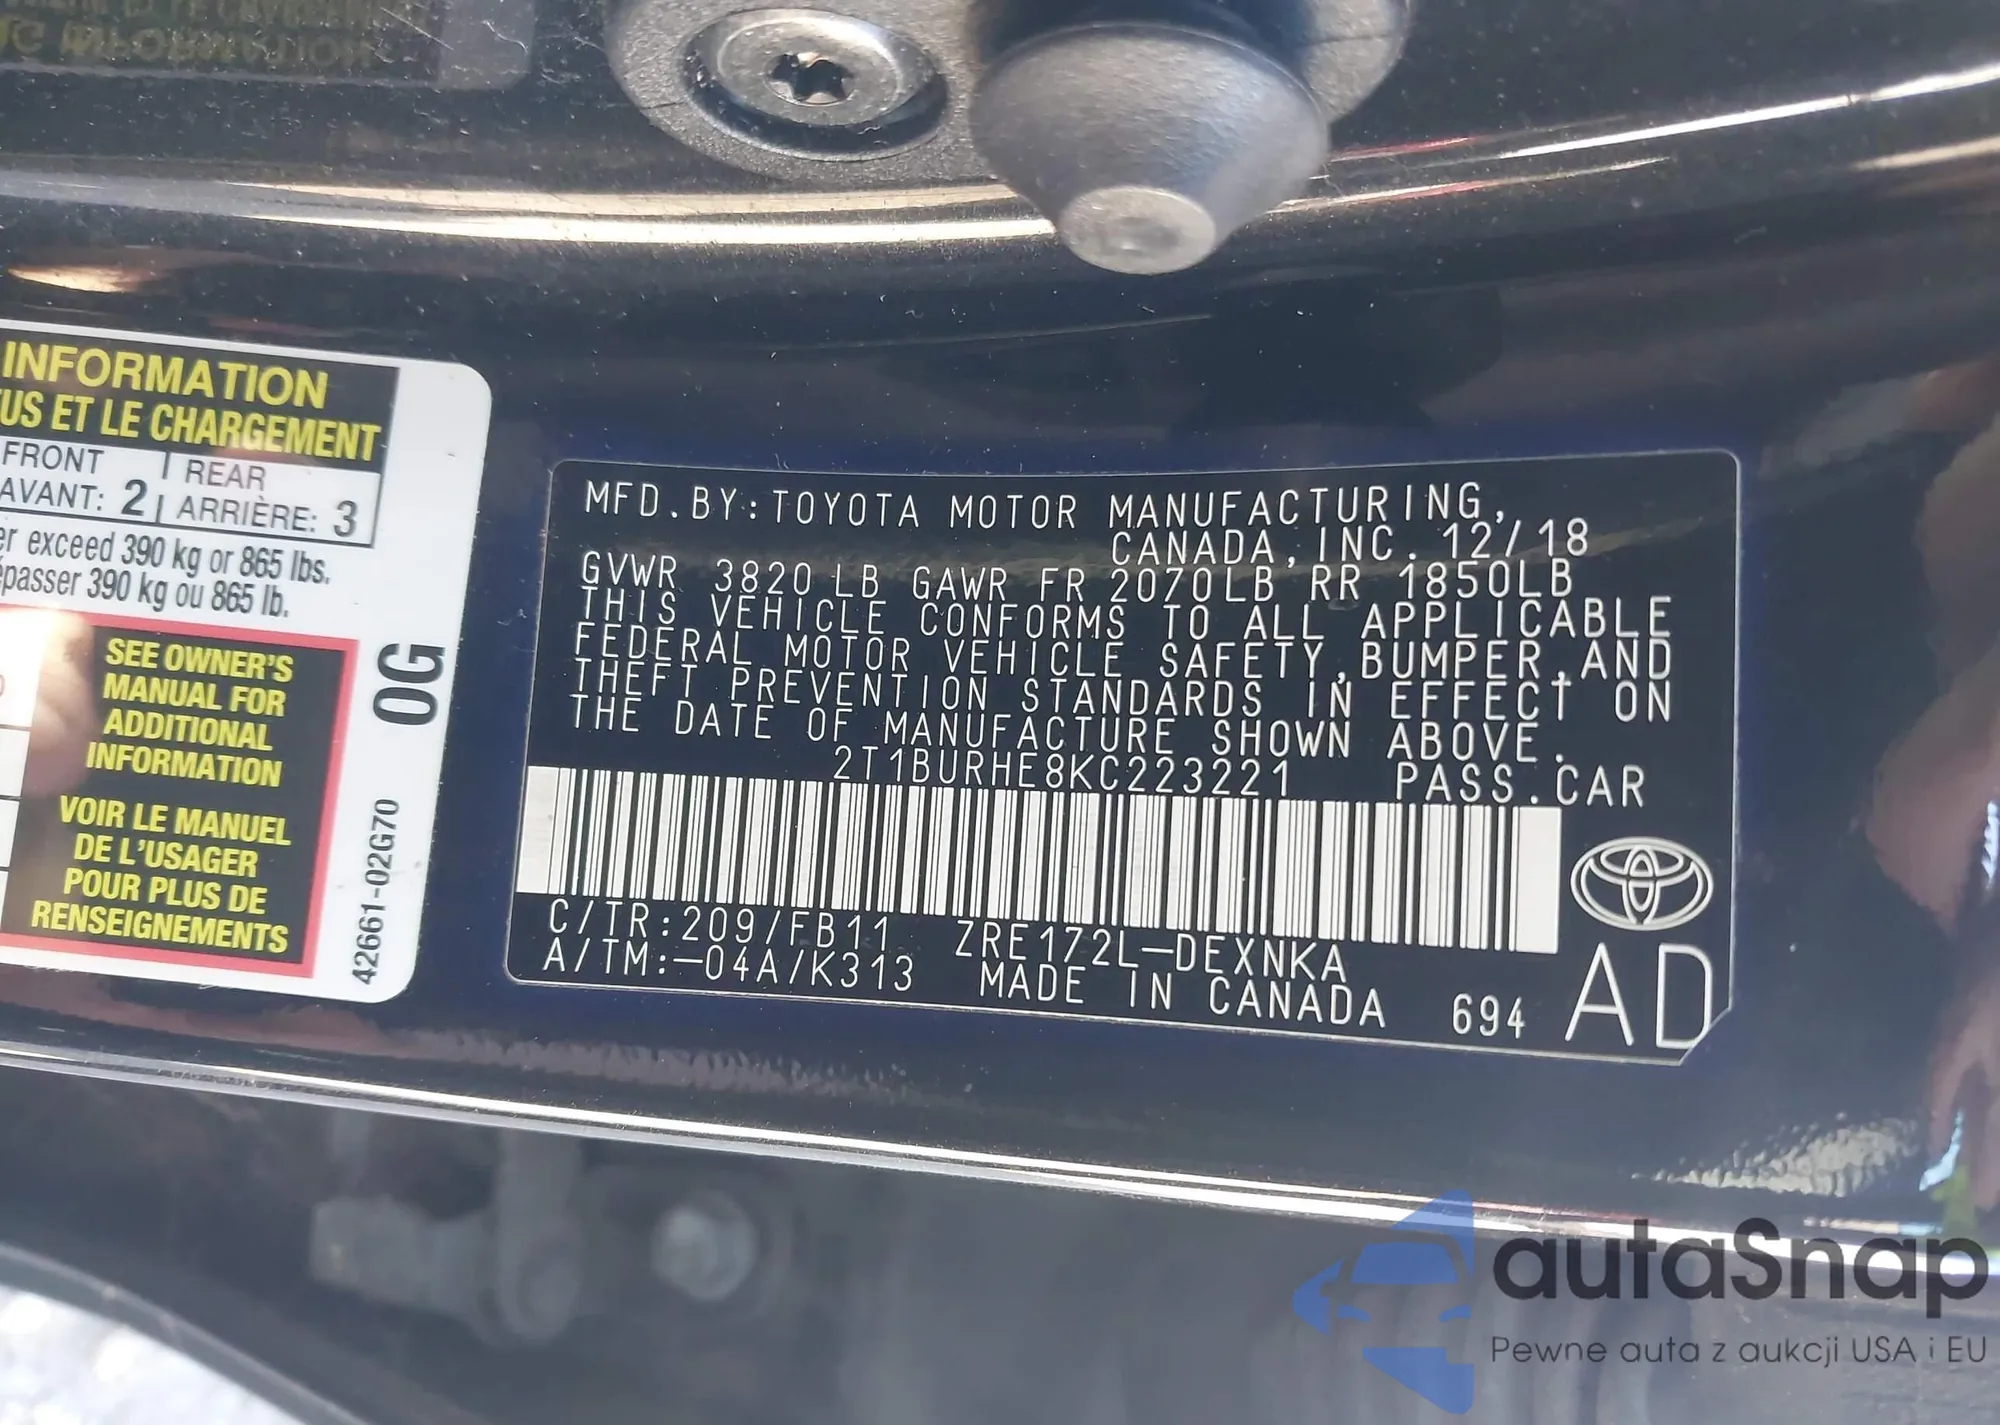 INFORMATION
US ET LE CHARGEMENT
FRONT | REAR
AVANT: 2 | ARRIÈRE: 3
exceed 390 kg or 865 lbs.
passer 390 kg ou 865 lb.
SEE OWNER'S
MANUAL FOR
ADDITIONAL
INFORMATION
VOIR LE MANUEL
DE L'USAGER
POUR PLUS DE
RENSEIGNEMENTS
0G
42661-02G70
MFD.BY:TOYOTA MOTOR MANUFACTURING,
CANADA,INC. 12/18
GVWR 3820 LB GAWR FR 2070LB RR 1850LB
THIS VEHICLE CONFORMS TO ALL APPLICABLE
FEDERAL MOTOR VEHICLE SAFETY,BUMPER,AND
THEFT PREVENTION STANDARDS IN EFFECT ON
THE DATE OF MANUFACTURE SHOWN ABOVE.
2T1BURHE8KC223221 PASS.CAR
C/TR:209/FB11 ZRE172L-DEXNKA
A/TM:-04A/K313 MADE IN CANADA 694
AD
autaSnap
Pewne auta z aukcji USA i EU